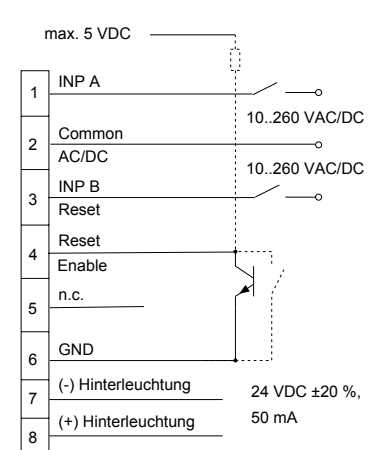 max. 5 VDC
1
INP A
10..260 VAC/DC
2
Common
AC/DC
10..260 VAC/DC
3
INP B
Reset
4
Reset
Enable
5
n.c.
6
GND
7
(-) Hinterleuchtung
24 VDC ±20 %,
50 mA
8
(+) Hinterleuchtung